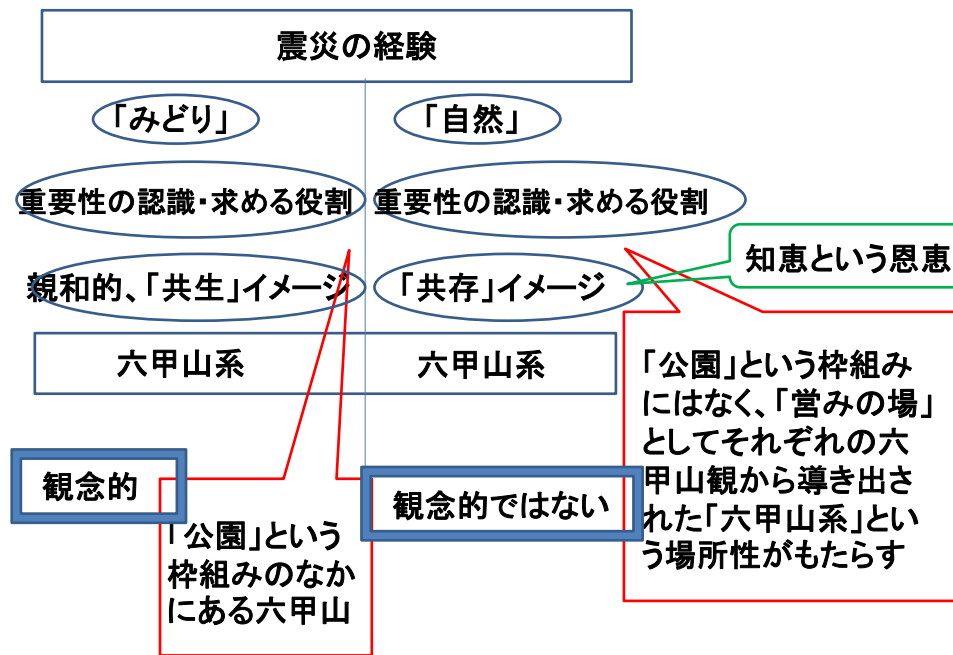 震災の経験
「みどり」
「自然」
重要性の認識・求める役割
重要性の認識・求める役割
親和的、「共生」イメージ
「共存」イメージ
知恵という恩恵
六甲山系
六甲山系
「公園」という枠組み
にはなく、「営みの場」
としてそれぞれの六
甲山観から導き出さ
れた「六甲山系」とい
う場所性がもたらす
観念的
観念的ではない
「公園」という
枠組みのなか
にある六甲山